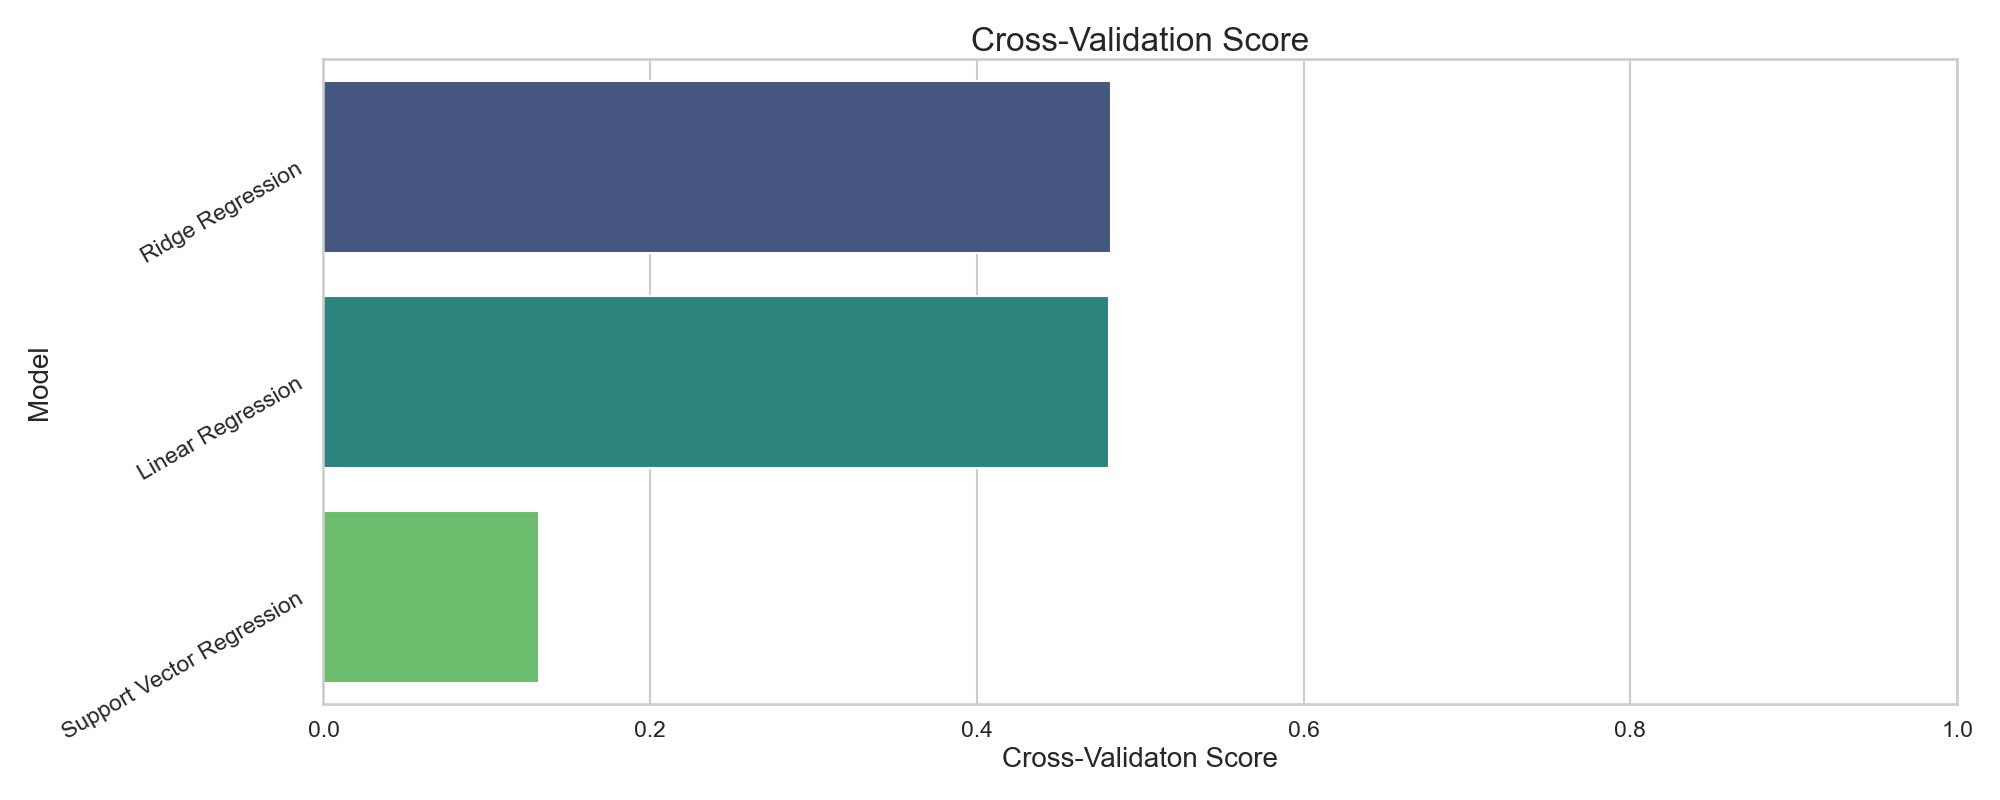 Cross-Validation Score
Model
Ridge Regression
Linear Regression
Support Vector Regression
0.0 0.2 0.4 0.6 0.8 1.0
Cross-Validaton Score